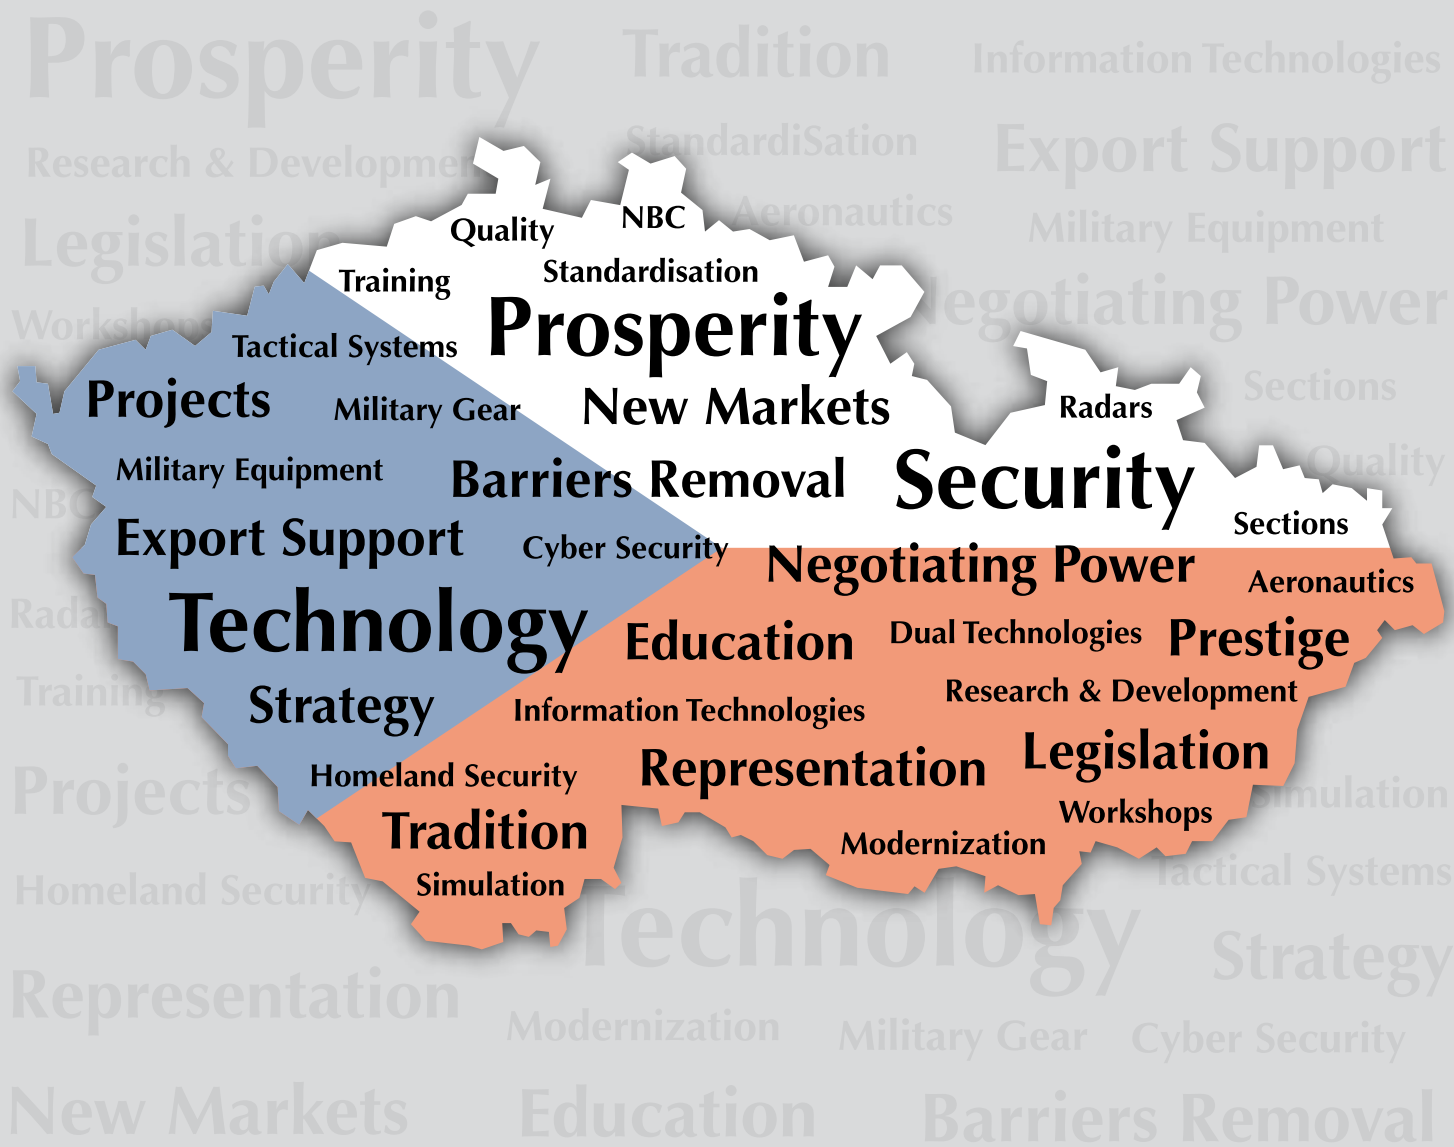 Prosperity
Tradition
Information Technologies
Research & Developmen
StandardiSation
Export Support
Legislation
Aeronautics
Military Equipment
Workshops
Negotiating Power
Sections
Quality
NBC
Rada
Training
Projects
Simulation
Homeland Security
Tactical Systems
Technology
Strategy
Representation
Modernization
Military Gear
Cyber Security
New Markets
Education
Barriers Removal
Quality
NBC
Training
Standardisation
Prosperity
Tactical Systems
Projects
Military Gear
New Markets
Radars
Military Equipment
Barriers Removal
Security
Sections
Export Support
Cyber Security
Negotiating Power
Aeronautics
Technology
Education
Dual Technologies
Prestige
Strategy
Information Technologies
Research & Development
Homeland Security
Representation
Legislation
Tradition
Workshops
Modernization
Simulation